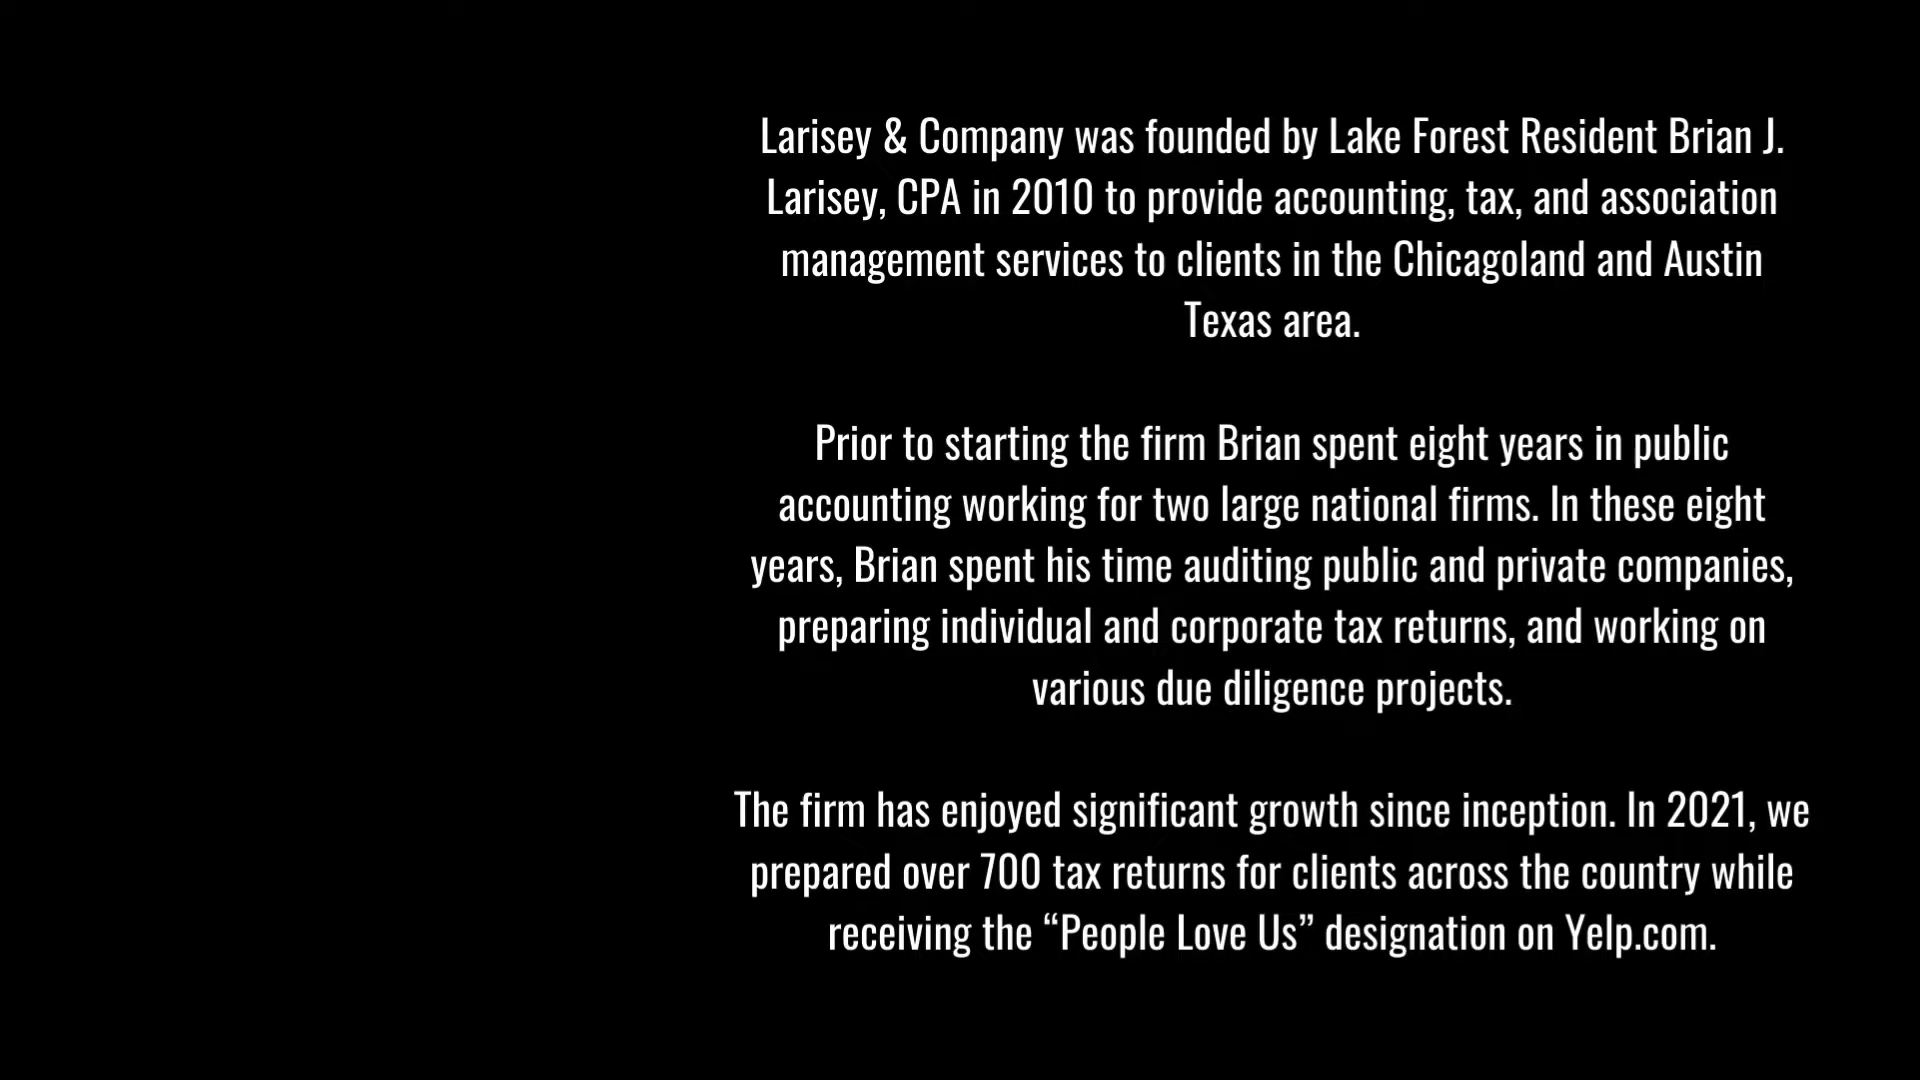 Larisey & Company was founded by Lake Forest Resident Brian J.
Larisey, CPA in 2010 to provide accounting, tax, and association
management services to clients in the Chicagoland and Austin
Texas area.
Prior to starting the firm Brian spent eight years in public
accounting working for two large national firms. In these eight
years, Brian spent his time auditing public and private companies,
preparing individual and corporate tax returns, and working on
various due diligence projects.
The firm has enjoyed significant growth since inception. In 2021, we
prepared over 700 tax returns for clients across the country while
receiving the “People Love Us” designation on Yelp.com.